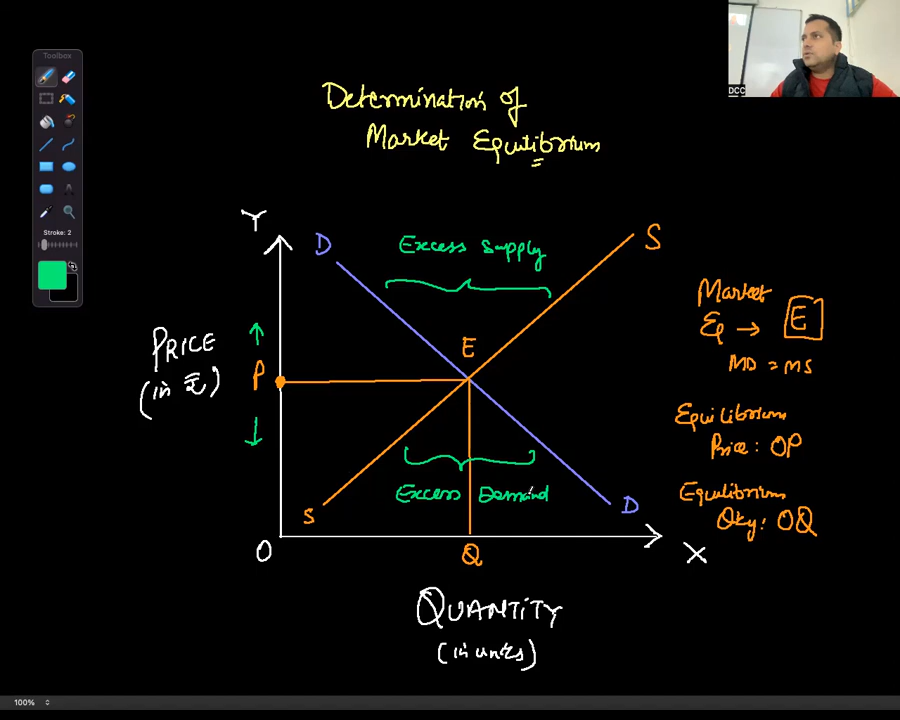 Toolbox
Stroke: 2
DCC
Determination of
Market Equilibrium
Y
D
Excess Supply
S
PRICE
(in ₹)
P
E
Excess Demand
S
D
O
Q
X
QUANTITY
(in units)
Market
Eq → E
MD = MS
Equilibrium
Price: OP
Equilibrium
Qty: OQ
100%